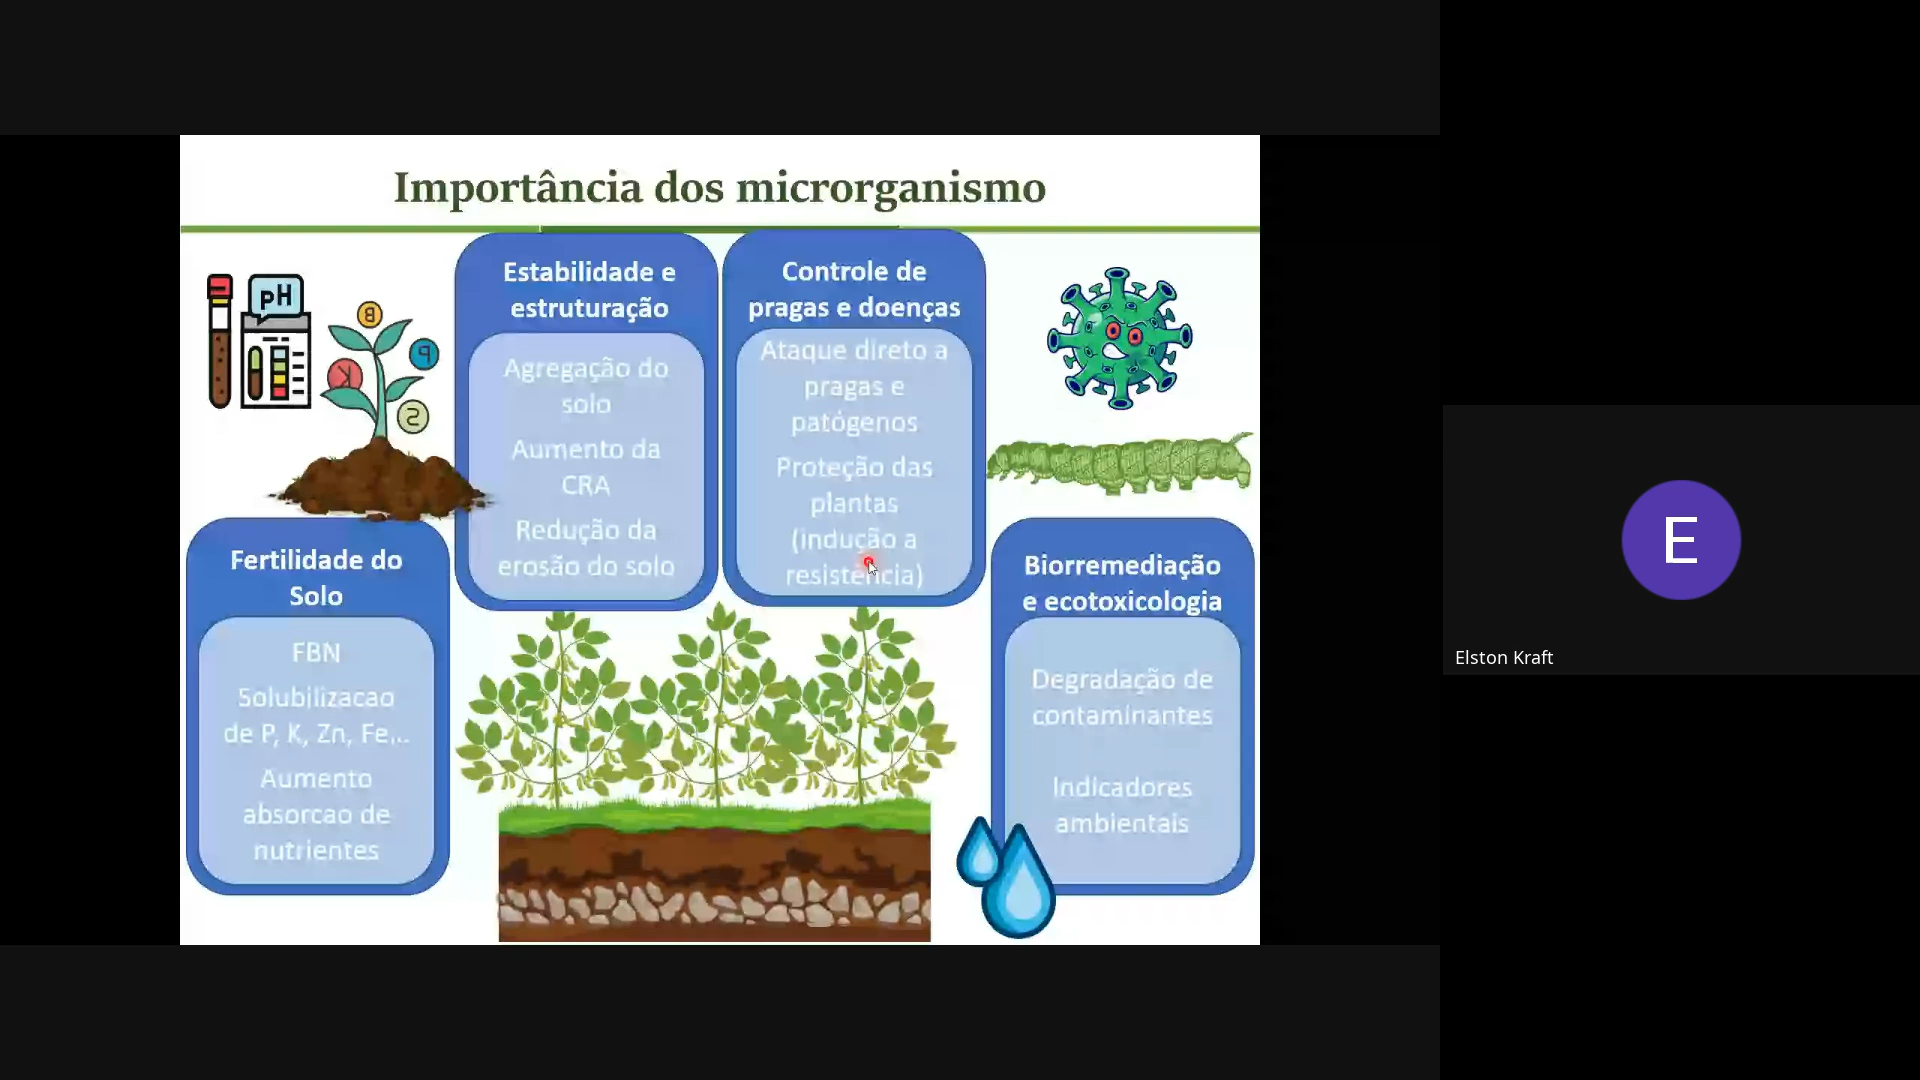 Importância dos microrganismo
pH
B
P
K
S
Fertilidade do
Solo
FBN
Solubilizacao
de P, K, Zn, Fe...
Aumento
absorcao de
nutrientes
Estabilidade e
estruturação
Agregação do
solo
Aumento da
CRA
Redução da
erosão do solo
Controle de
pragas e doenças
Ataque direto a
pragas e
patógenos
Proteção das
plantas
(indução a
resistência)
Biorremediação
e ecotoxicologia
Degradação de
contaminantes
Indicadores
ambientais
E
Elston Kraft